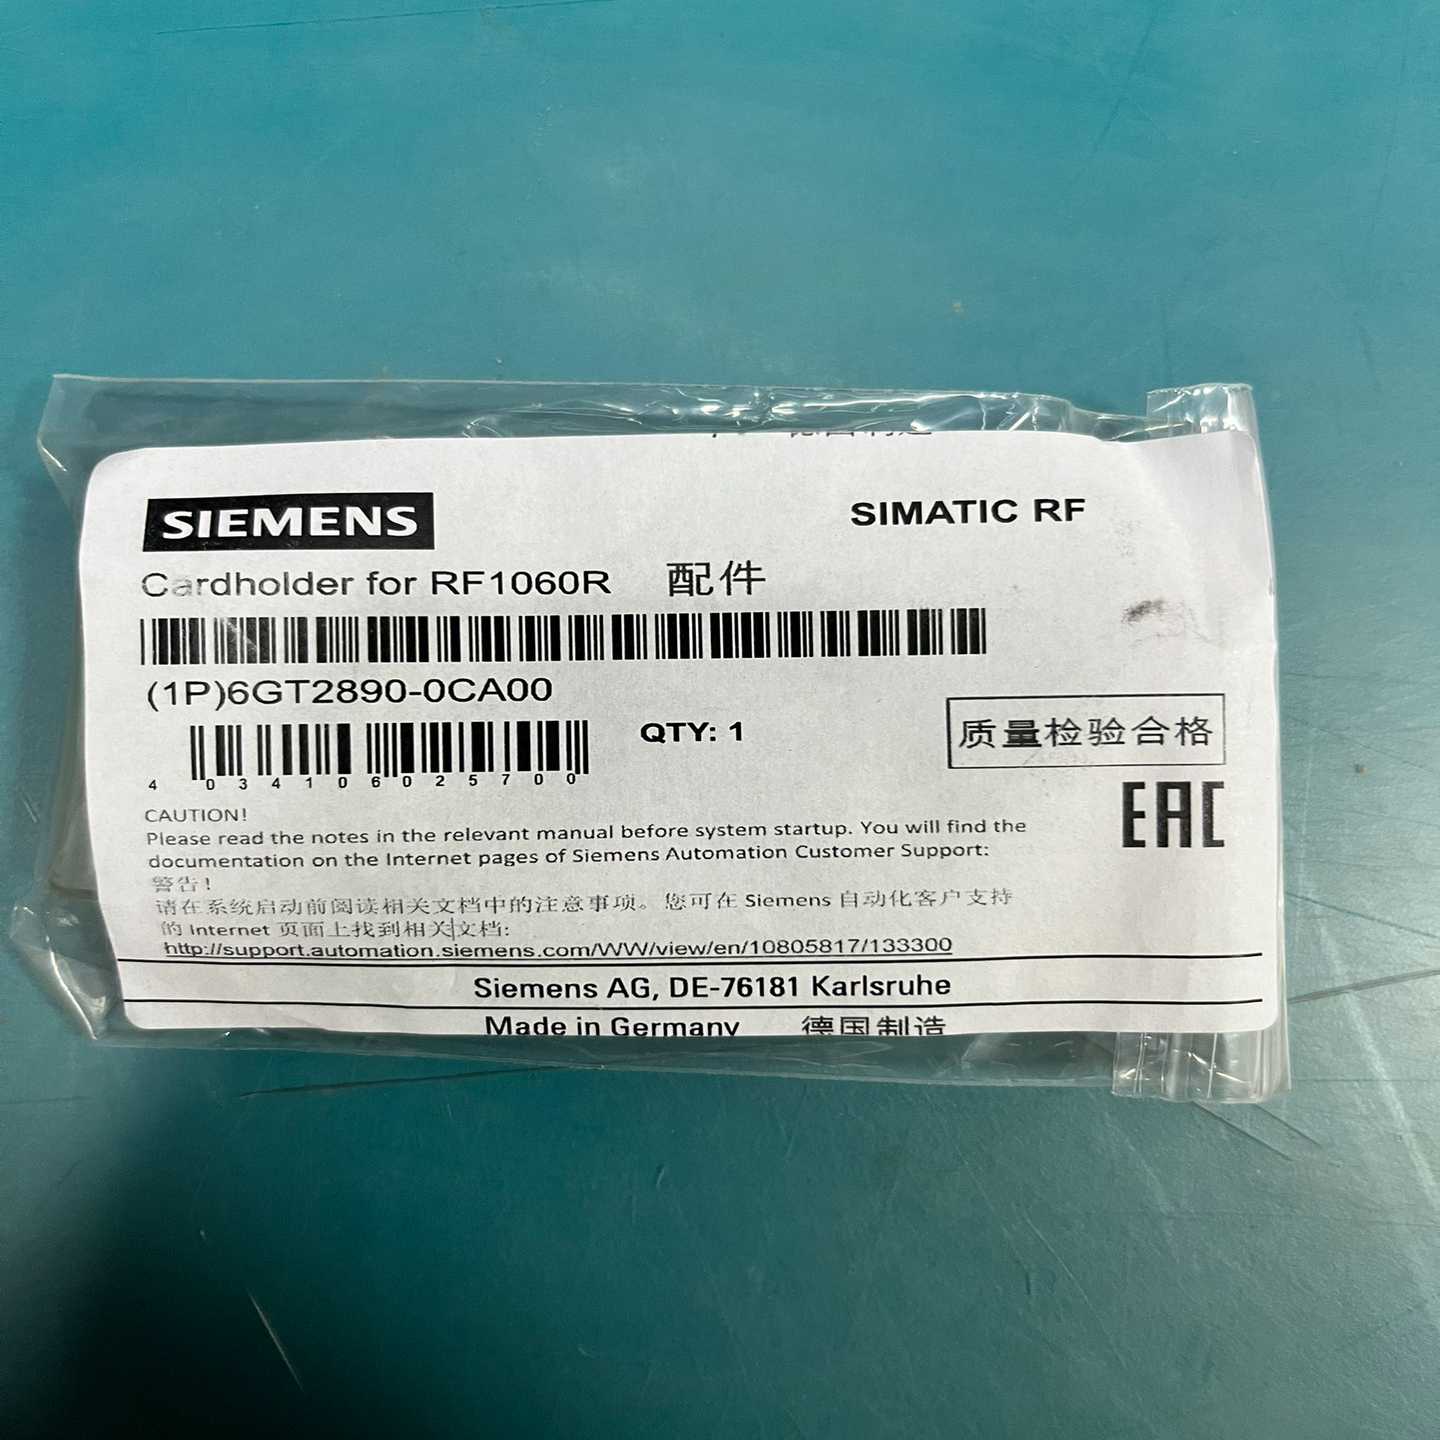 SIEMENS
SIMATIC RF
Cardholder for RF1060R 配件
(1P)6GT2890-0CA00
QTY: 1
质量检验合格
4 034106025700
EAC
CAUTION!
Please read the notes in the relevant manual before system startup. You will find the
documentation on the Internet pages of Siemens Automation Customer Support:
警告!
请在系统启动前阅读相关文档中的注意事项。您可在 Siemens 自动化客户支持
的 Internet 页面上找到相关文档:
http://support.automation.siemens.com/WW/view/en/10805817/133300
Siemens AG, DE-76181 Karlsruhe
Made in Germany 德国制造